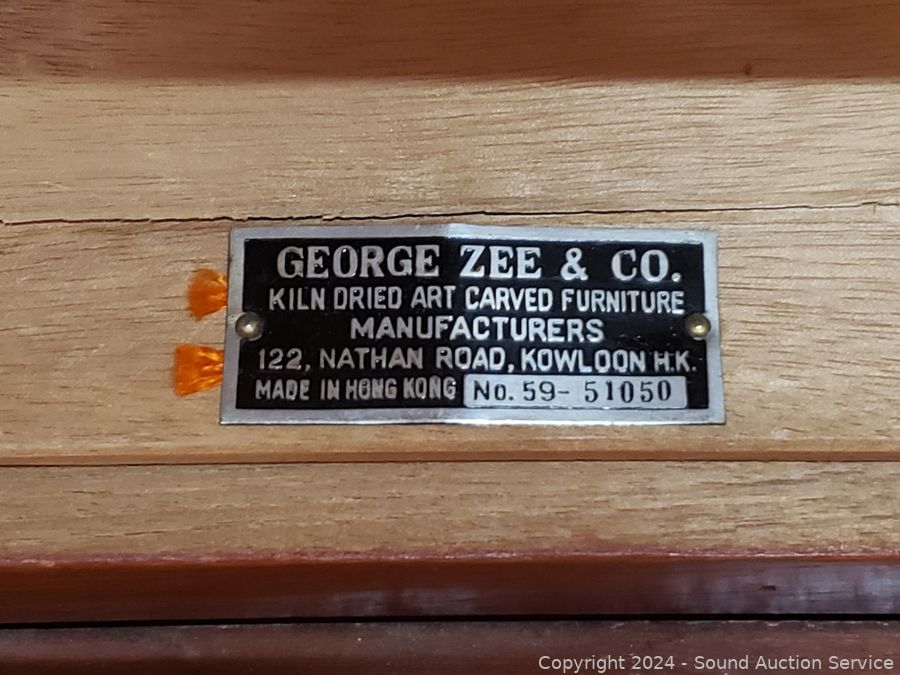 GEORGE ZEE & CO.
KILN DRIED ART CARVED FURNITURE
MANUFACTURERS
122, NATHAN ROAD, KOWLOON H.K.
MADE IN HONG KONG No. 59- 51050
Copyright 2024 - Sound Auction Service